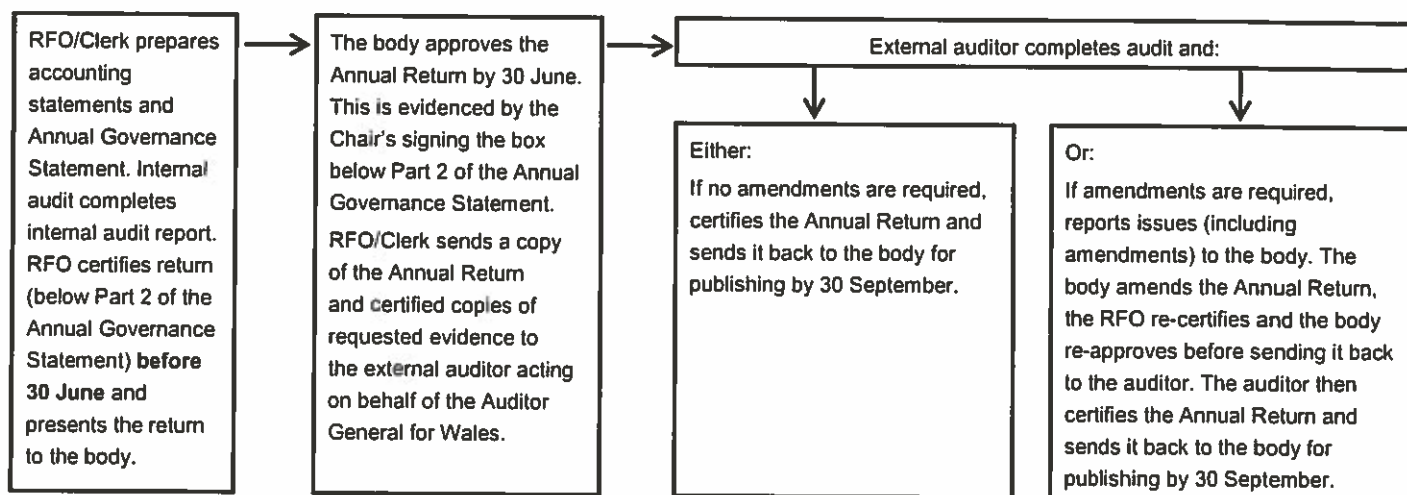 RFO/Clerk prepares
accounting
statements and
Annual Governance
Statement. Internal
audit completes
internal audit report.
RFO certifies return
(below Part 2 of the
Annual Governance
Statement) before
30 June and
presents the return
to the body.
The body approves the
Annual Return by 30 June.
This is evidenced by the
Chair's signing the box
below Part 2 of the Annual
Governance Statement.
RFO/Clerk sends a copy
of the Annual Return
and certified copies of
requested evidence to
the external auditor acting
on behalf of the Auditor
General for Wales.
External auditor completes audit and:
Either:
If no amendments are required,
certifies the Annual Return and
sends it back to the body for
publishing by 30 September.
Or:
If amendments are required,
reports issues (including
amendments) to the body. The
body amends the Annual Return,
the RFO re-certifies and the body
re-approves before sending it back
to the auditor. The auditor then
certifies the Annual Return and
sends it back to the body for
publishing by 30 September.